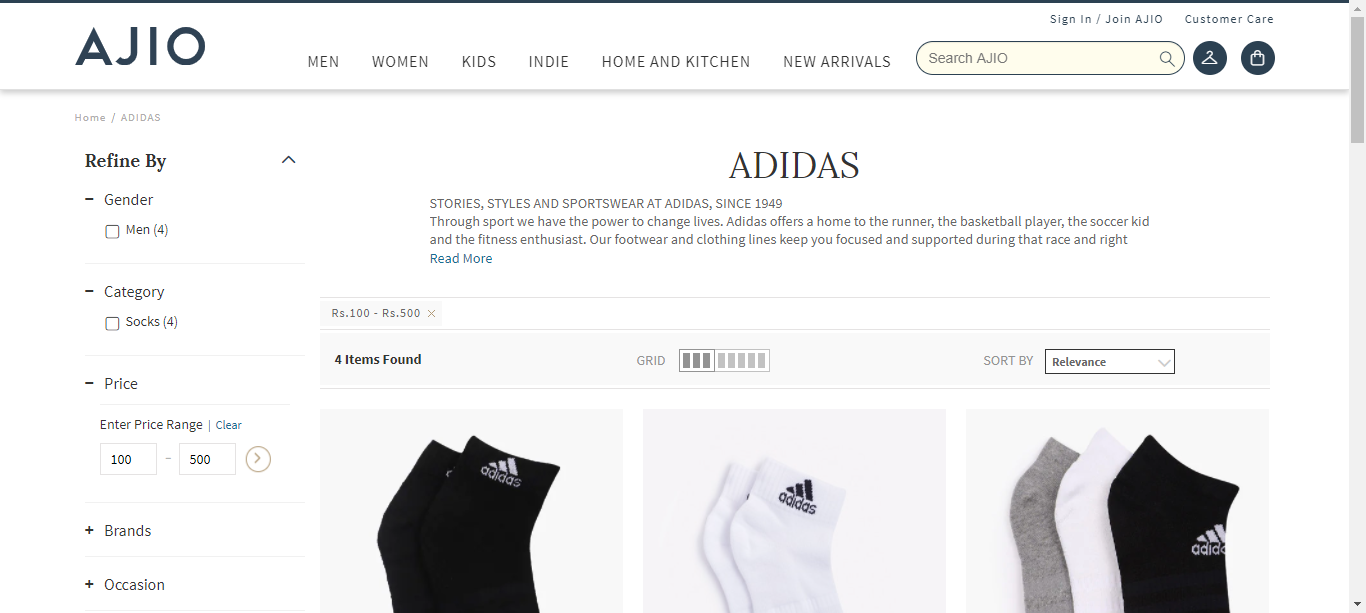 Sign In / Join AJIO
Customer Care
AJIO
MEN
WOMEN
KIDS
INDIE
HOME AND KITCHEN
NEW ARRIVALS
Search AJIO
Home / ADIDAS
Refine By
Gender
Men (4)
Category
Socks (4)
Price
Enter Price Range | Clear
100 – 500
Brands
Occasion
ADIDAS
STORIES, STYLES AND SPORTSWEAR AT ADIDAS, SINCE 1949
Through sport we have the power to change lives. Adidas offers a home to the runner, the basketball player, the soccer kid
and the fitness enthusiast. Our footwear and clothing lines keep you focused and supported during that race and right
Read More
Rs.100 - Rs.500
4 Items Found
GRID
SORT BY
Relevance
adidas
adidas
adidas